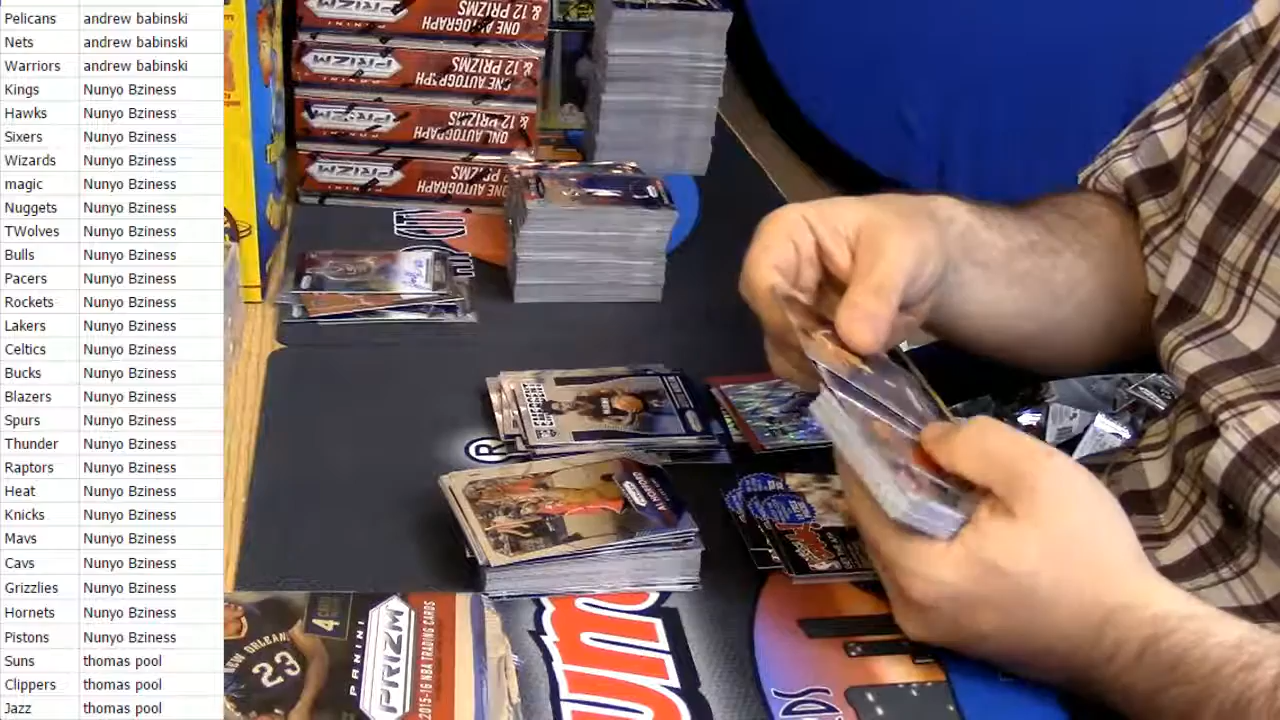 Pelicans andrew babinski
Nets andrew babinski
Warriors andrew babinski
Kings Nunyo Bziness
Hawks Nunyo Bziness
Sixers Nunyo Bziness
Wizards Nunyo Bziness
magic Nunyo Bziness
Nuggets Nunyo Bziness
TWolves Nunyo Bziness
Bulls Nunyo Bziness
Pacers Nunyo Bziness
Rockets Nunyo Bziness
Lakers Nunyo Bziness
Celtics Nunyo Bziness
Bucks Nunyo Bziness
Blazers Nunyo Bziness
Spurs Nunyo Bziness
Thunder Nunyo Bziness
Raptors Nunyo Bziness
Heat Nunyo Bziness
Knicks Nunyo Bziness
Mavs Nunyo Bziness
Cavs Nunyo Bziness
Grizzlies Nunyo Bziness
Hornets Nunyo Bziness
Pistons Nunyo Bziness
Suns thomas pool
Clippers thomas pool
Jazz thomas pool
PRIZM ONE AUTOGRAPH
& 12 PRIZMS
PRIZM ONE AUTOGRAPH
& 12 PRIZMS
PRIZM ONE AUTOGRAPH
& 12 PRIZMS
PRIZM AUTOGRAPH
PRIZMS
R
AL HORFORD
NEW ORLEANS
23
4
PANINI
PRIZM
2015-16 NBA TRADING CARDS